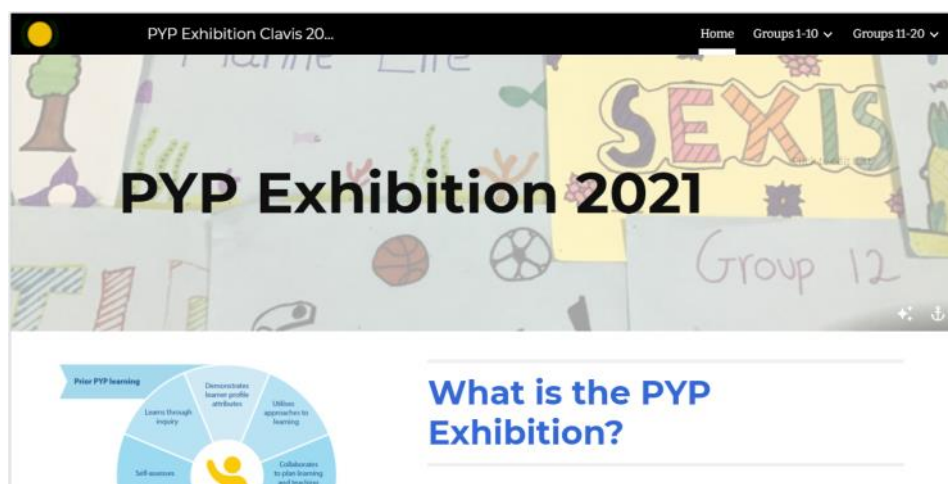 PYP Exhibition Clavis 20...
Home Groups 1-10 Groups 11-20
Marine Life
SEXIS
PYP Exhibition 2021
Group 12
Prior PYP learning
Demonstrates
learner profile
attributes
Learns through
inquiry
Utilises
approaches to
learning
Self-assesses
Collaborates
to plan learning
and teaching
What is the PYP
Exhibition?